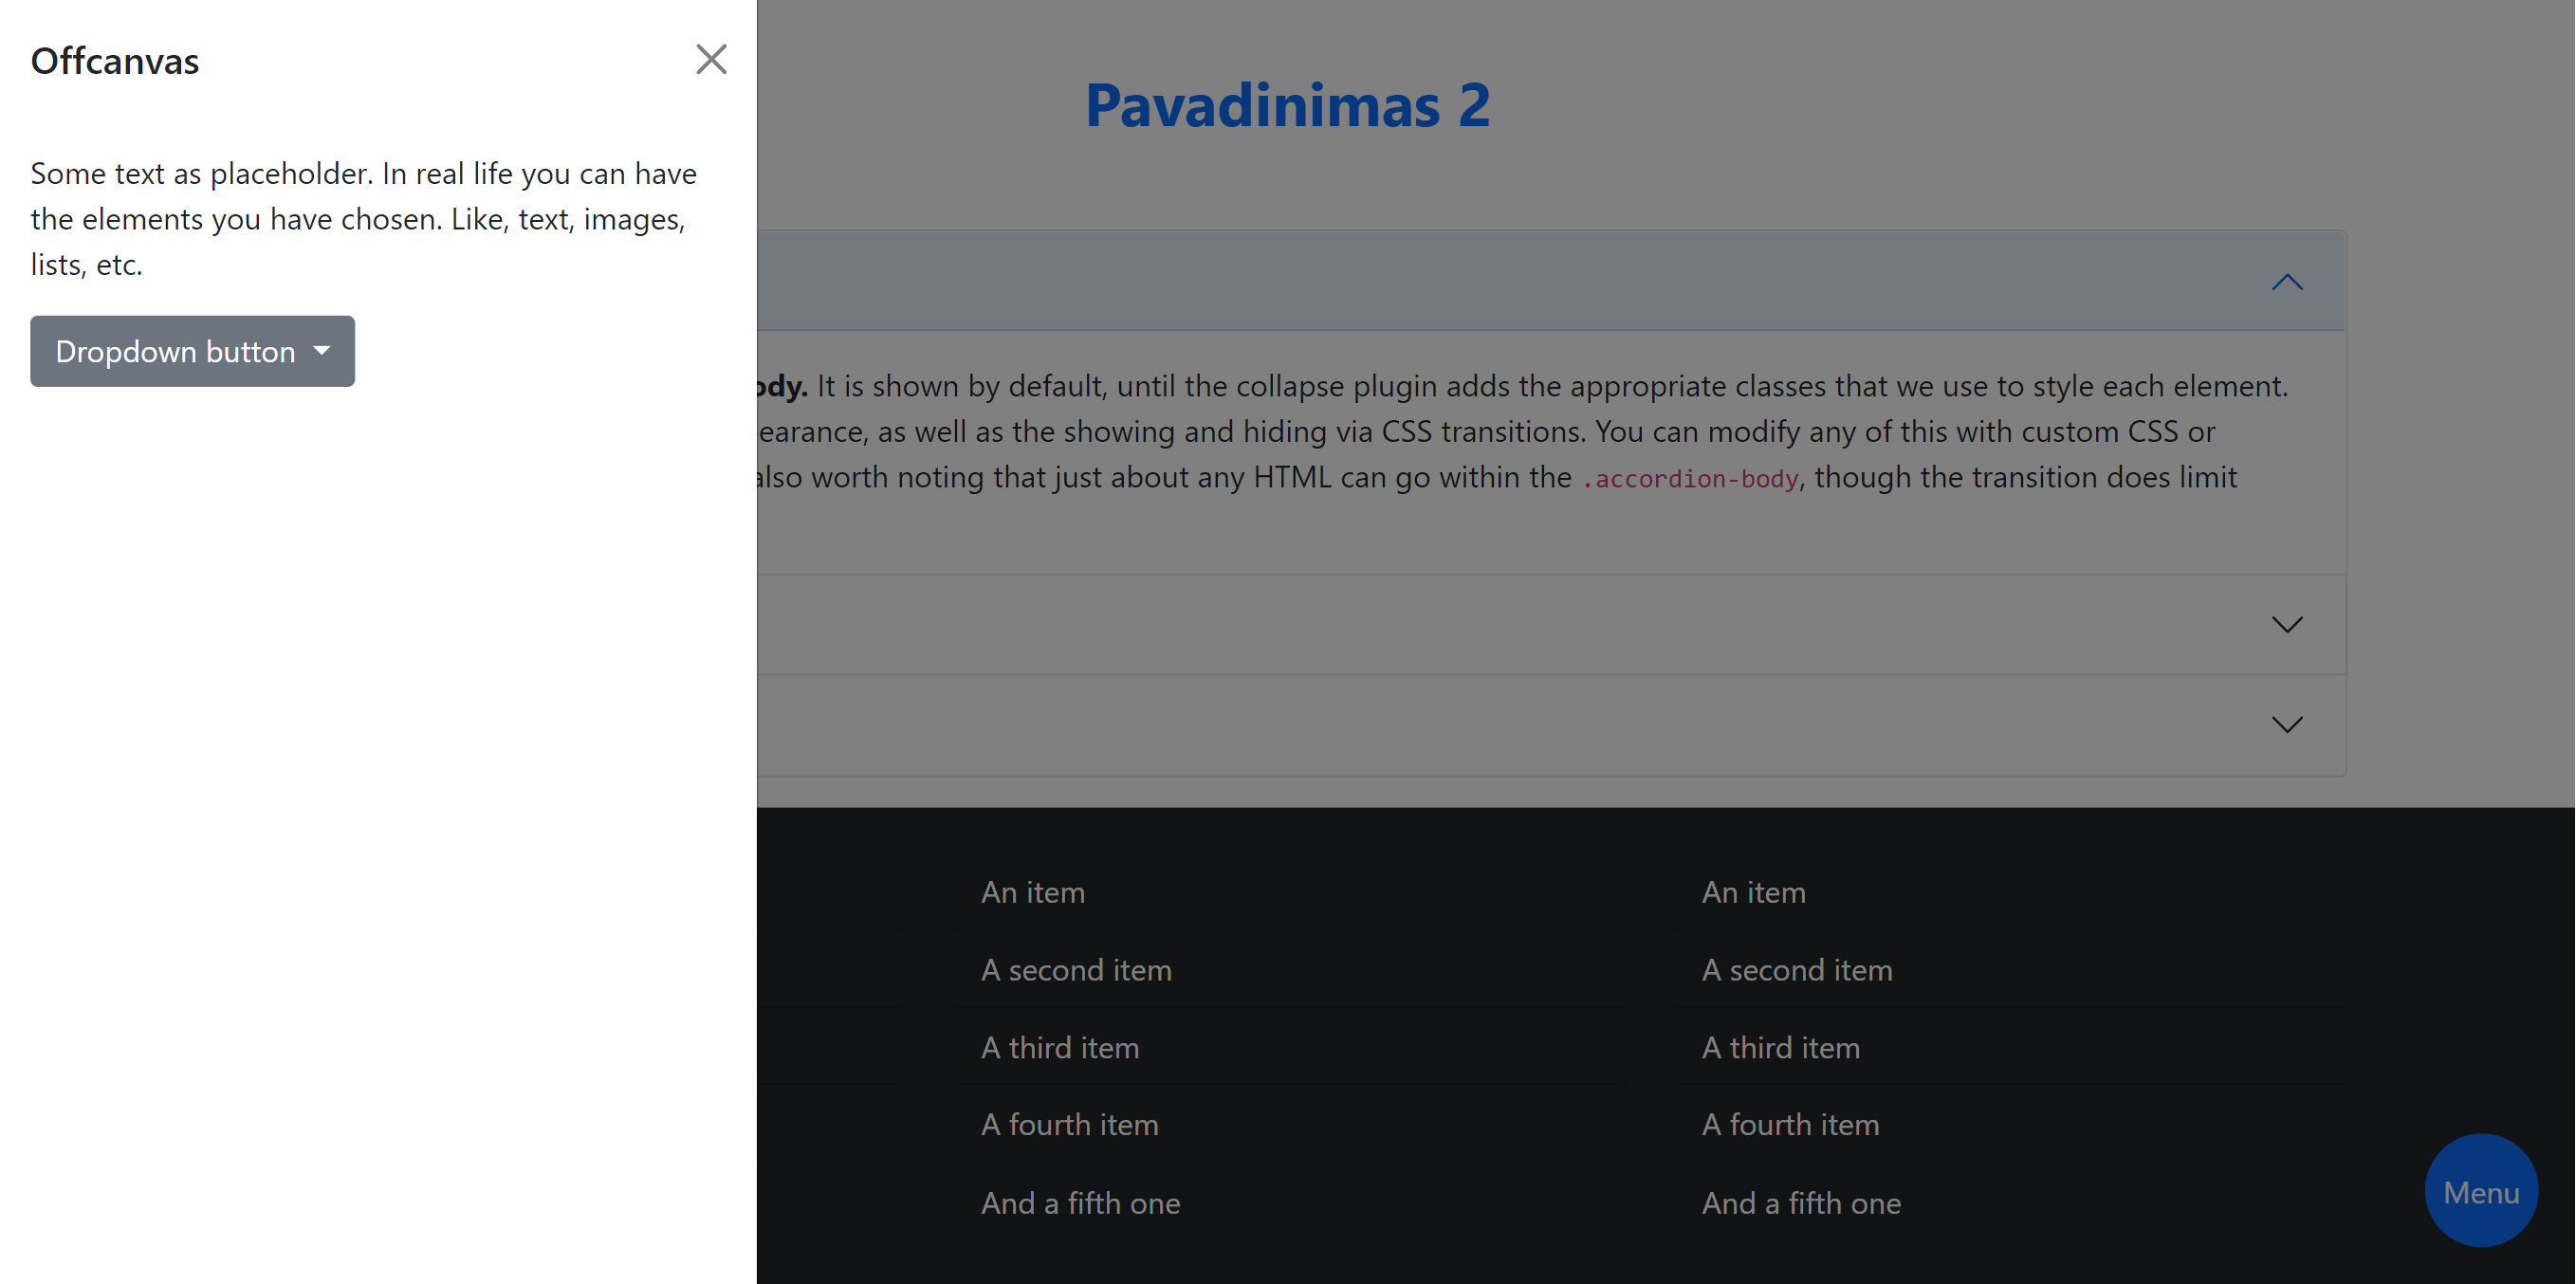 Offcanvas
Some text as placeholder. In real life you can have
the elements you have chosen. Like, text, images,
lists, etc.
Dropdown button
Pavadinimas 2
It is shown by default, until the collapse plugin adds the appropriate classes that we use to style each element.
as well as the showing and hiding via CSS transitions. You can modify any of this with custom CSS or
also worth noting that just about any HTML can go within the .accordion-body, though the transition does limit
An item
A second item
A third item
A fourth item
And a fifth one
An item
A second item
A third item
A fourth item
And a fifth one
Menu